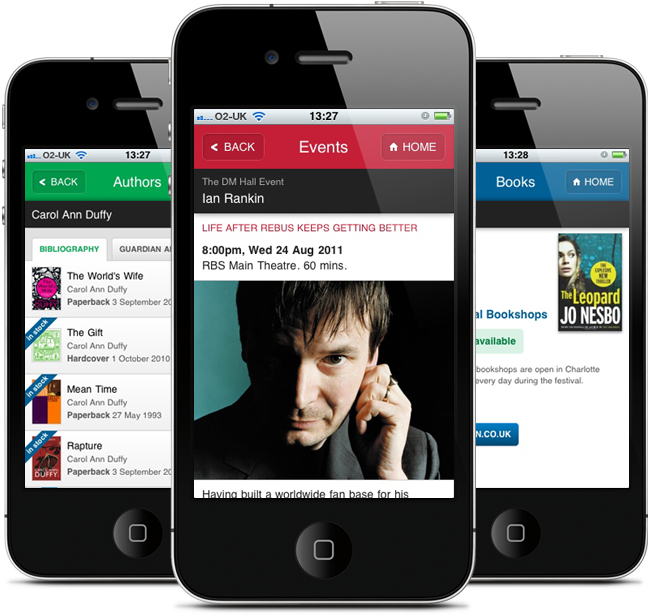 O2-UK 13:27
BACK Authors
Carol Ann Duffy
BIBLIOGRAPHY GUARDIAN A
The World's Wife
Carol Ann Duffy
Paperback 3 September 20
in stock
The Gift
Carol Ann Duffy
Hardcover 1 October 2010
in stock
Mean Time
Carol Ann Duffy
Paperback 27 May 1993
in stock
Rapture
Carol Ann Duffy
Paperback 3 September 20
DUFFY
O2-UK 13:27
BACK Events HOME
The DM Hall Event
Ian Rankin
LIFE AFTER REBUS KEEPS GETTING BETTER
8:00pm, Wed 24 Aug 2011
RBS Main Theatre. 60 mins.
Having built a worldwide fan base for his
13:28
Books HOME
THE EXPLOSIVE
NEW
THRILLER
The
Leopard
JO NESBO
al Bookshops
available
bookshops are open in Charlotte
every day during the festival.
N.CO.UK